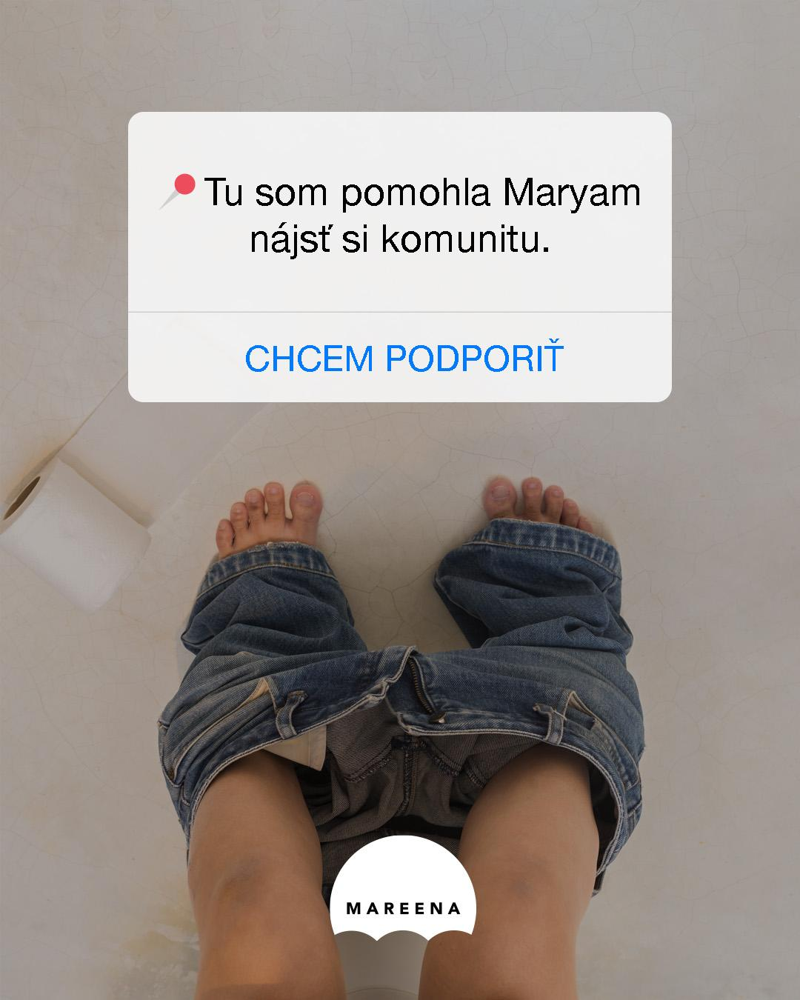 📍Tu som pomohla Maryam
nájsť si komunitu.
CHCEM PODPORIŤ
MAREENA